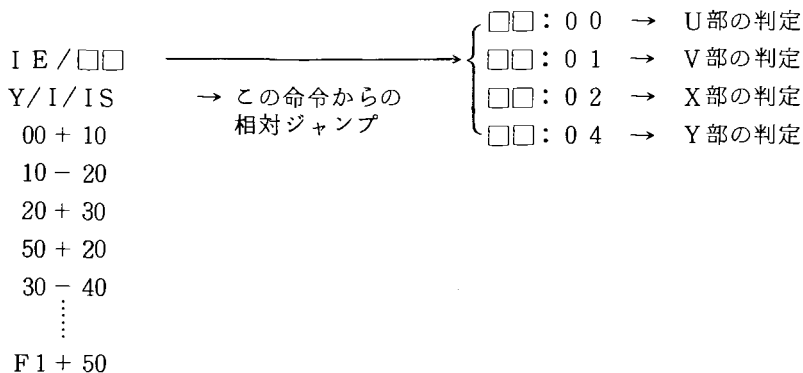 IE/□□
Y/I/IS → この命令からの
相対ジャンプ
00 + 10
10 - 20
20 + 30
50 + 20
30 - 40
F1 + 50
□□: 00 → U部の判定
□□: 01 → V部の判定
□□: 02 → X部の判定
□□: 04 → Y部の判定